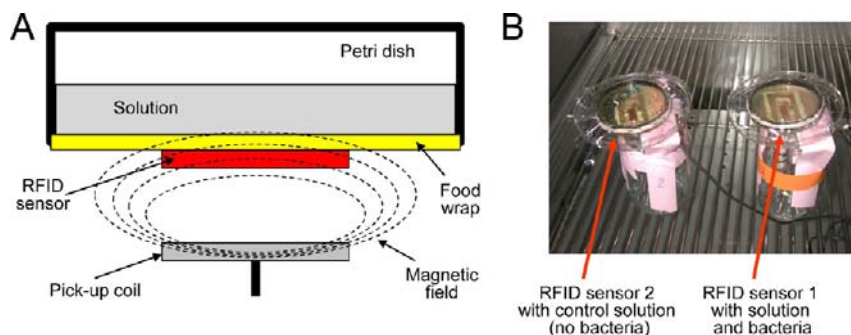 A
Petri dish
Solution
RFID
sensor
Food
wrap
Pick-up coil
Magnetic
field
B
2
RFID sensor 2
with control solution
(no bacteria)
RFID sensor 1
with solution
and bacteria